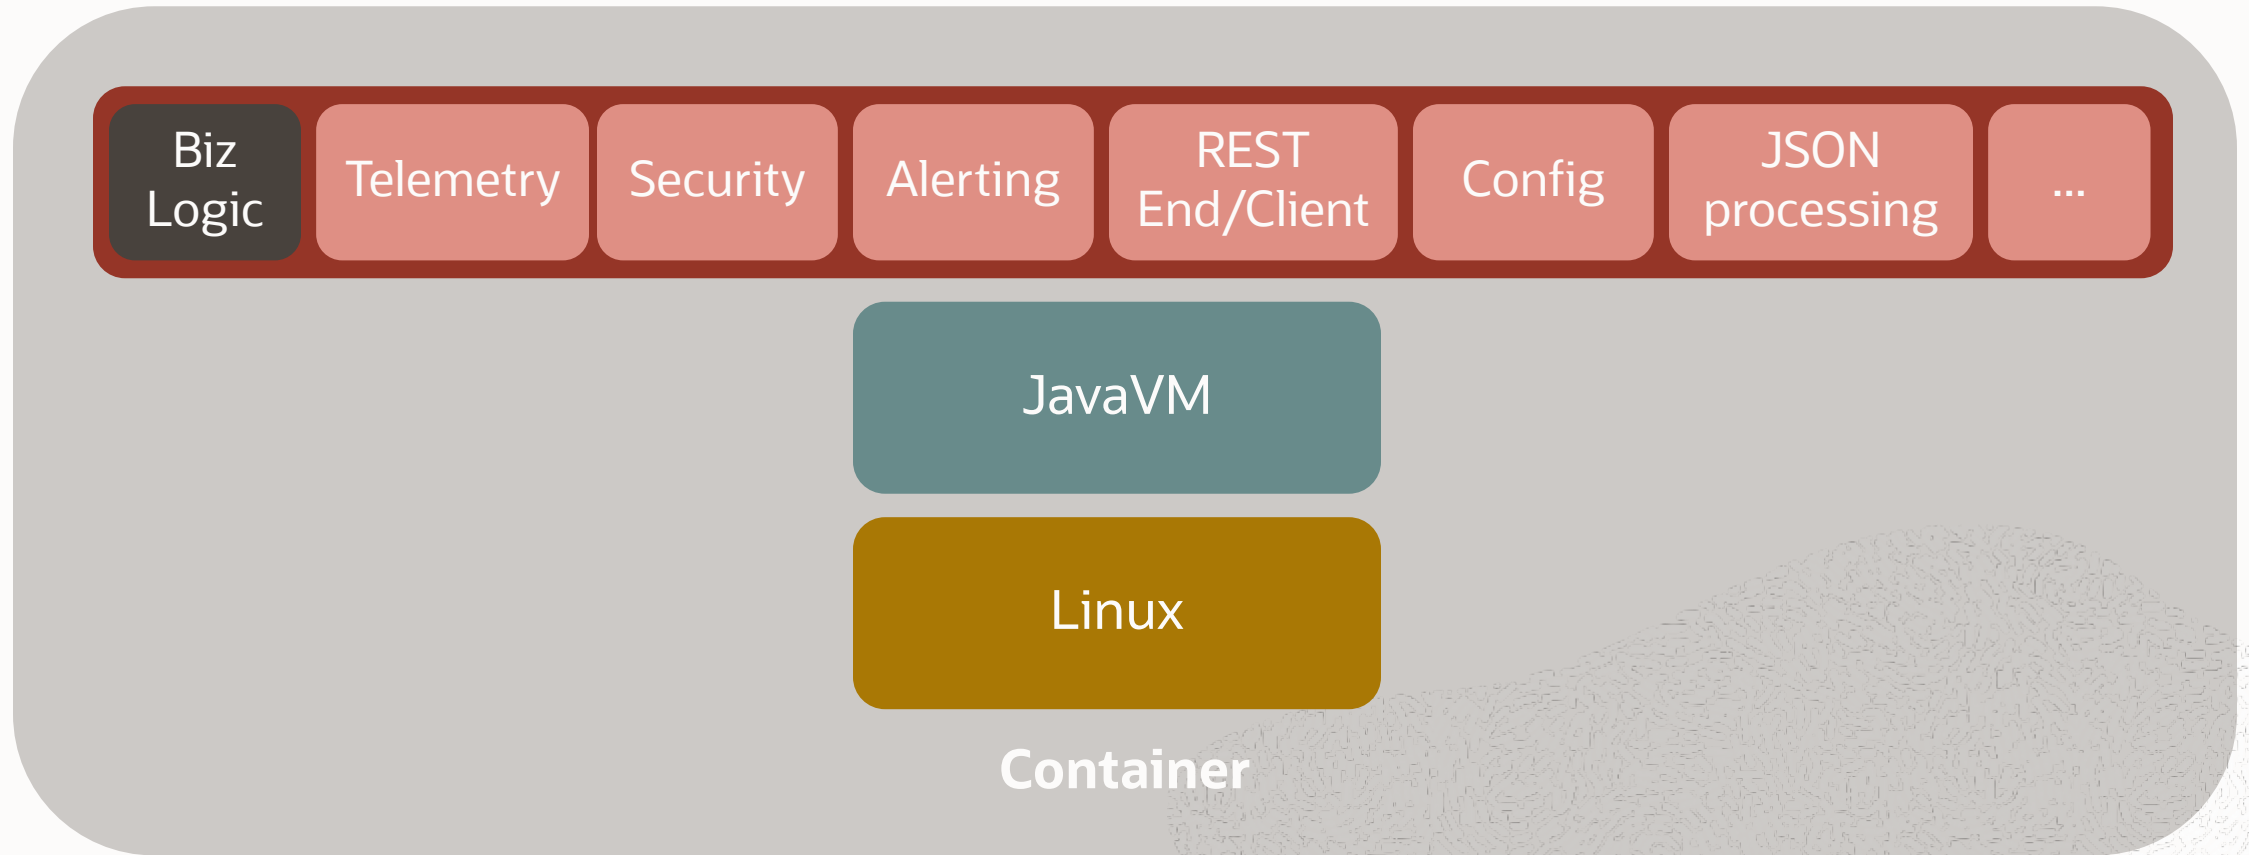 Biz
Logic
Telemetry
Security
Alerting
REST
End/Client
Config
JSON
processing
...
JavaVM
Linux
Container